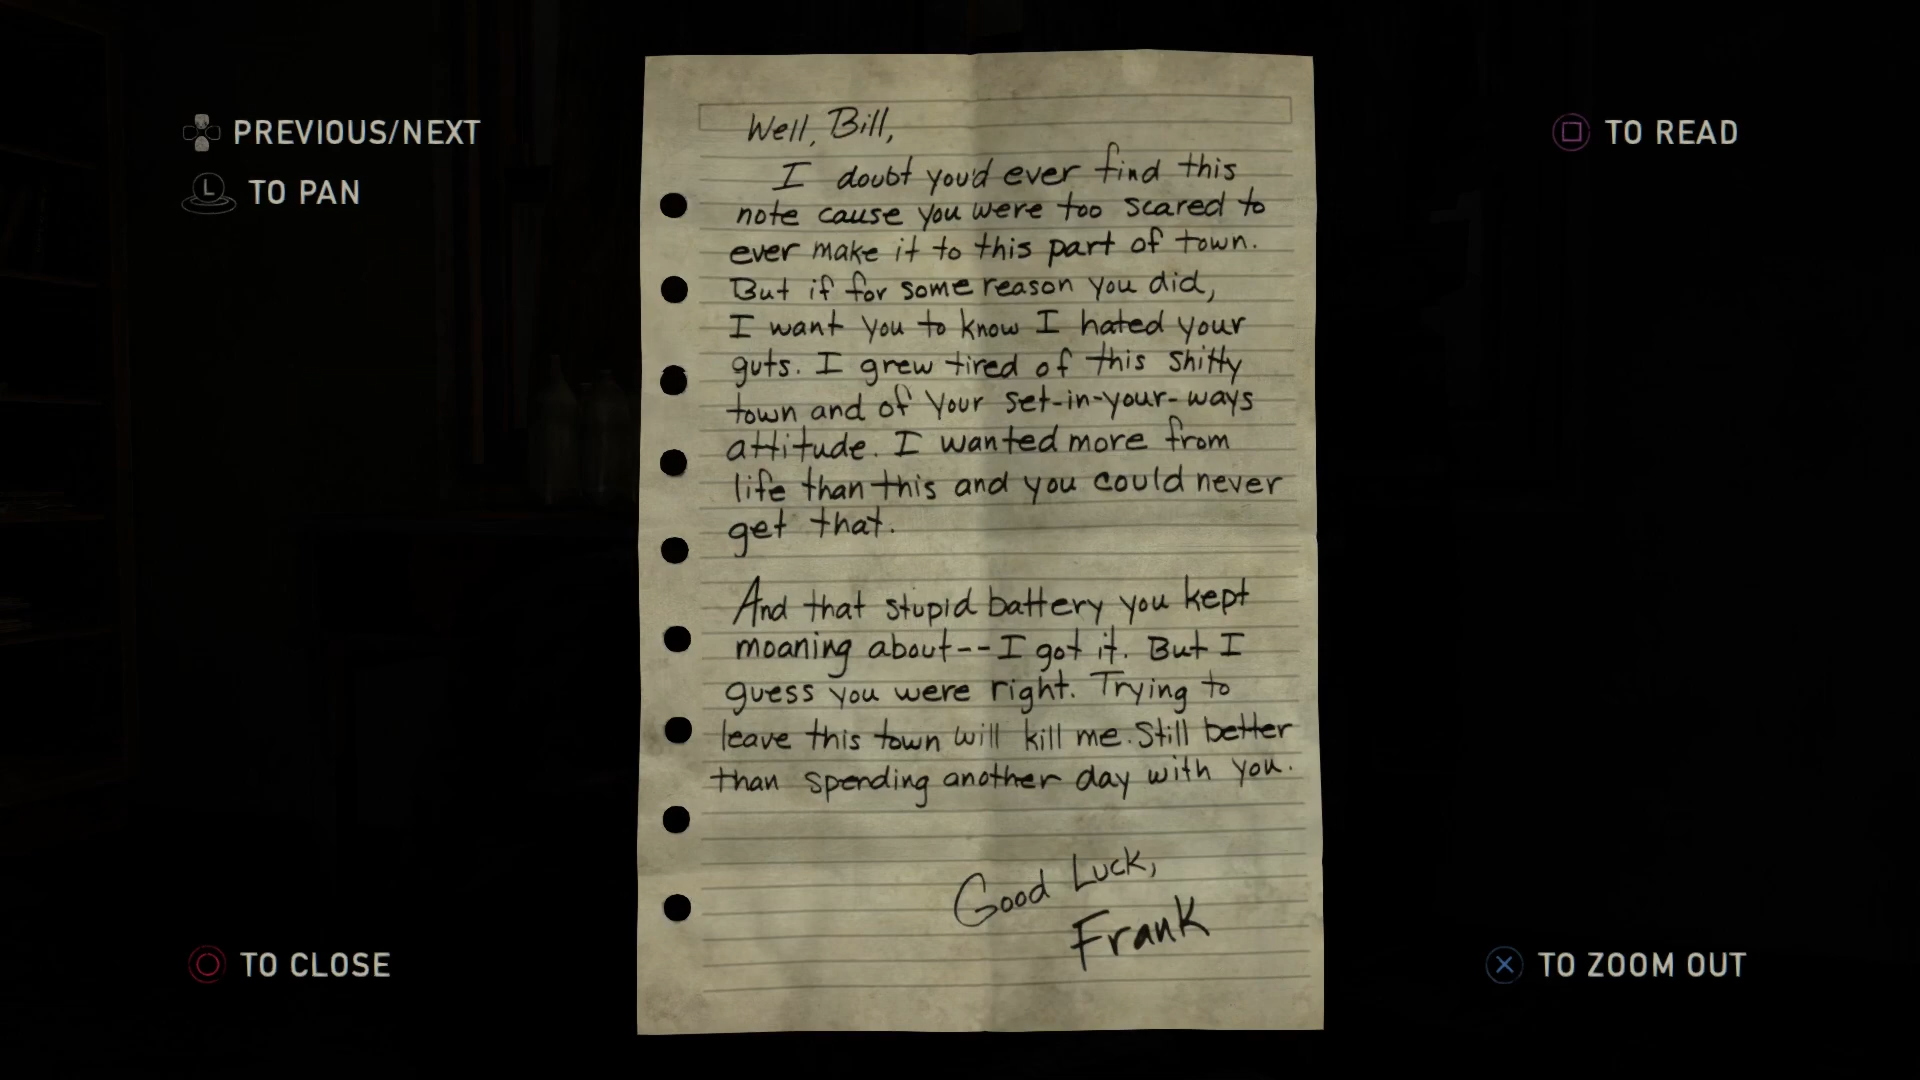 PREVIOUS/NEXT
L TO PAN
TO READ
Well, Bill,
I doubt you'd ever find this
note cause you were too scared to
ever make it to this part of town.
But if for some reason you did,
I want you to know I hated your
guts. I grew tired of this shitty
town and of your set-in-your-ways
attitude. I wanted more from
life than this and you could never
get that.
And that stupid battery you kept
moaning about--I got it. But I
guess you were right. Trying to
leave this town will kill me. Still better
than spending another day with you.
Good Luck,
Frank
TO CLOSE
TO ZOOM OUT